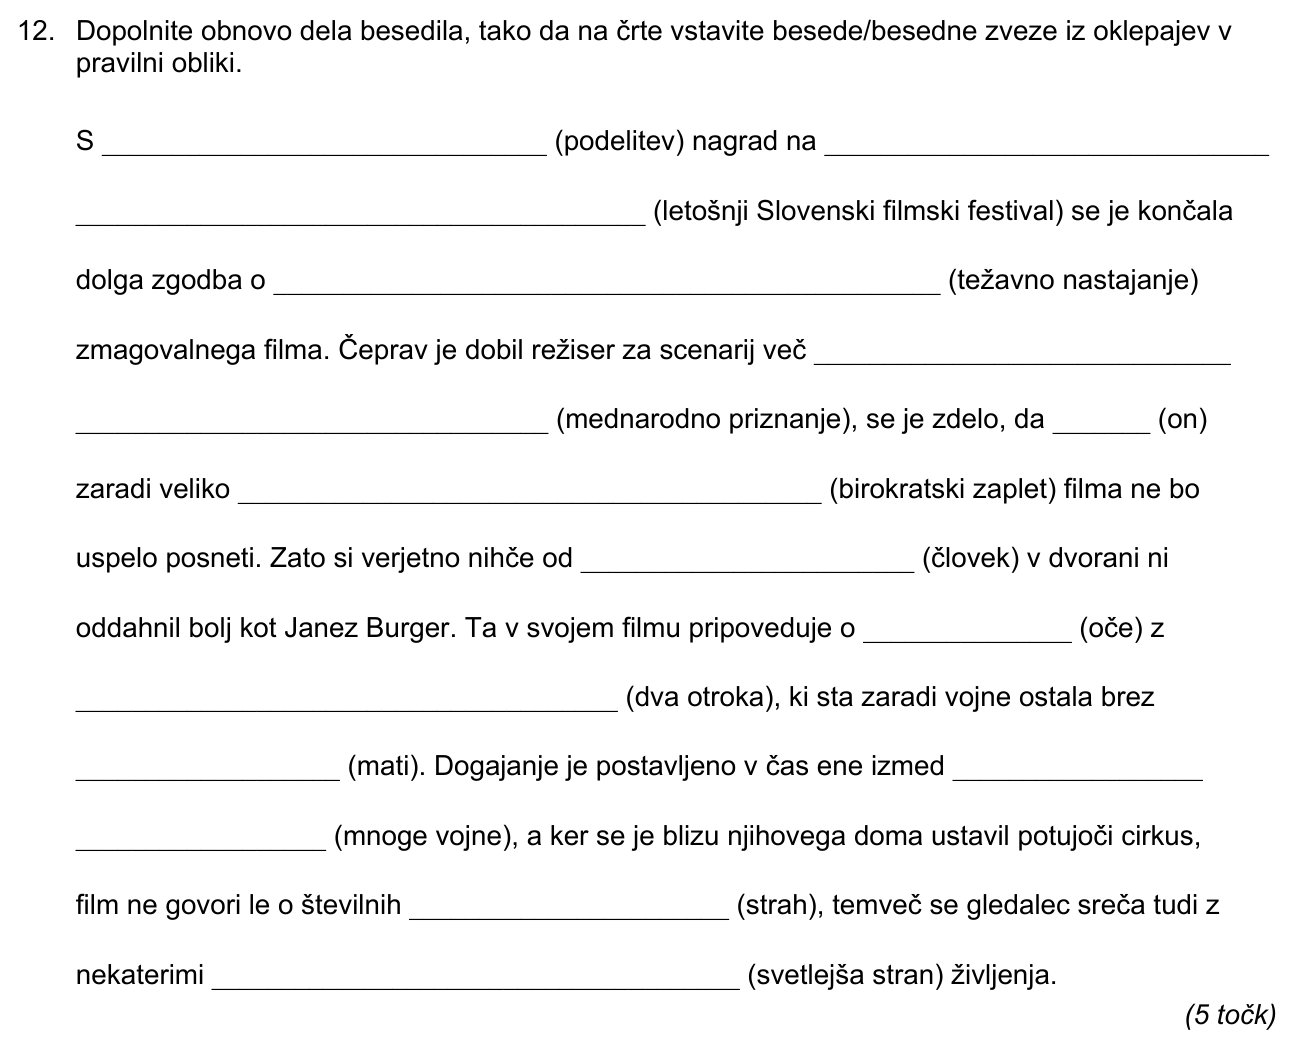 12. Dopolnite obnovo dela besedila, tako da na črte vstavite besede/besedne zveze iz oklepajev v
pravilni obliki.
S ______________________________ (podelitev) nagrad na ______________________________
______________________________________ (letošnji Slovenski filmski festival) se je končala
dolga zgodba o _____________________________________________ (težavno nastajanje)
zmagovalnega filma. Čeprav je dobil režiser za scenarij več ____________________________
________________________________ (mednarodno priznanje), se je zdelo, da ______ (on)
zaradi veliko _______________________________________ (birokratski zaplet) filma ne bo
uspelo posneti. Zato si verjetno nihče od ______________________ (človek) v dvorani ni
oddahnil bolj kot Janez Burger. Ta v svojem filmu pripoveduje o ______________ (oče) z
____________________________________ (dva otroka), ki sta zaradi vojne ostala brez
__________________ (mati). Dogajanje je postavljeno v čas ene izmed _________________
_________________ (mnoge vojne), a ker se je blizu njihovega doma ustavil potujoči cirkus,
film ne govori le o številnih _____________________ (strah), temveč se gledalec sreča tudi z
nekaterimi ___________________________________ (svetlejša stran) življenja.
(5 točk)